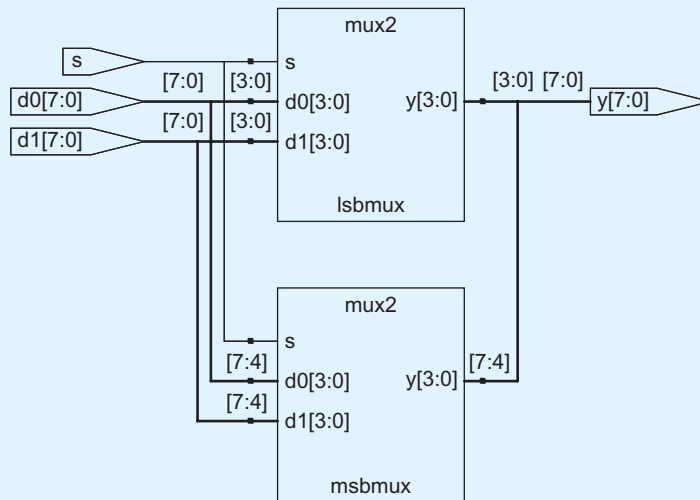 mux2
s
[7:0] [3:0] s [3:0] [7:0]
d0[7:0] d0[3:0] y[3:0] y[7:0]
[7:0] [3:0]
d1[7:0] d1[3:0]
lsbmux
mux2
s
[7:4] [7:4]
d0[3:0] y[3:0]
[7:4]
d1[3:0]
msbmux